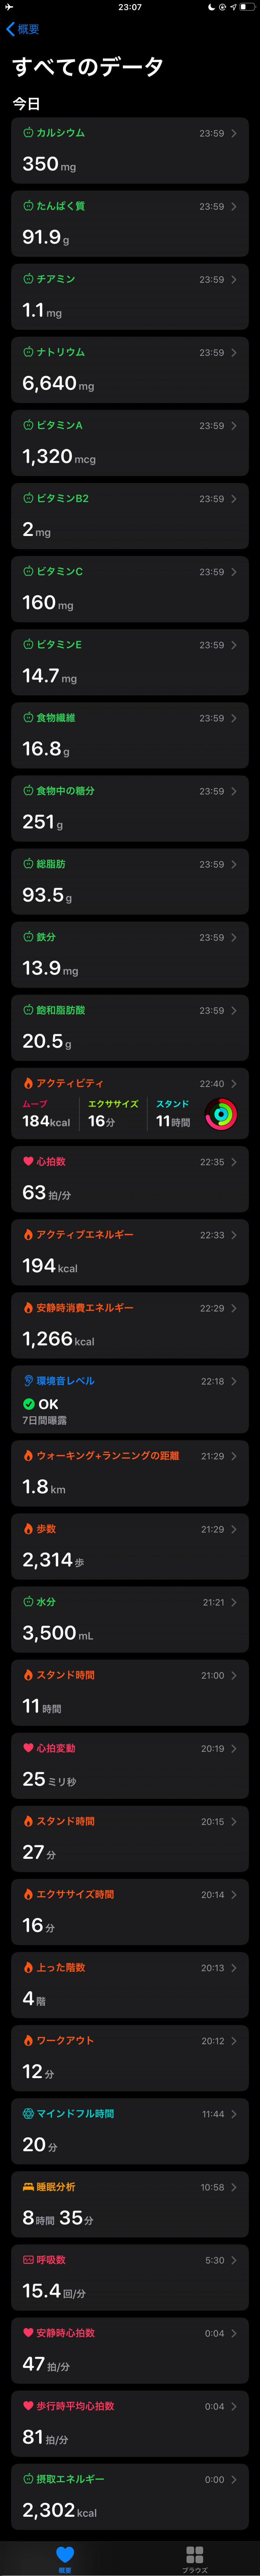 23:07
概要
すべてのデータ
今日
カルシウム 23:59
350 mg
たんぱく質 23:59
91.9 g
チアミン 23:59
1.1 mg
ナトリウム 23:59
6,640 mg
ビタミンA 23:59
1,320 mcg
ビタミンB2 23:59
2 mg
ビタミンC 23:59
160 mg
ビタミンE 23:59
14.7 mg
食物繊維 23:59
16.8 g
食物中の糖分 23:59
251 g
総脂肪 23:59
93.5 g
鉄分 23:59
13.9 mg
飽和脂肪酸 23:59
20.5 g
アクティビティ 22:40
ムーブ エクササイズ スタンド
184kcal 16分 11時間
心拍数 22:35
63 拍/分
アクティブエネルギー 22:33
194 kcal
安静時消費エネルギー 22:29
1,266 kcal
環境音レベル 22:18
OK
7日間曝露
ウォーキング+ランニングの距離 21:29
1.8 km
歩数 21:29
2,314 歩
水分 21:21
3,500 mL
スタンド時間 21:00
11 時間
心拍変動 20:19
25 ミリ秒
スタンド時間 20:15
27 分
エクササイズ時間 20:14
16 分
上った階数 20:13
4 階
ワークアウト 20:12
12 分
マインドフル時間 11:44
20 分
睡眠分析 10:58
8時間 35分
呼吸数 5:30
15.4 回/分
安静時心拍数 0:04
47 拍/分
歩行時平均心拍数 0:04
81 拍/分
摂取エネルギー 0:00
2,302 kcal
概要 ブラウズ